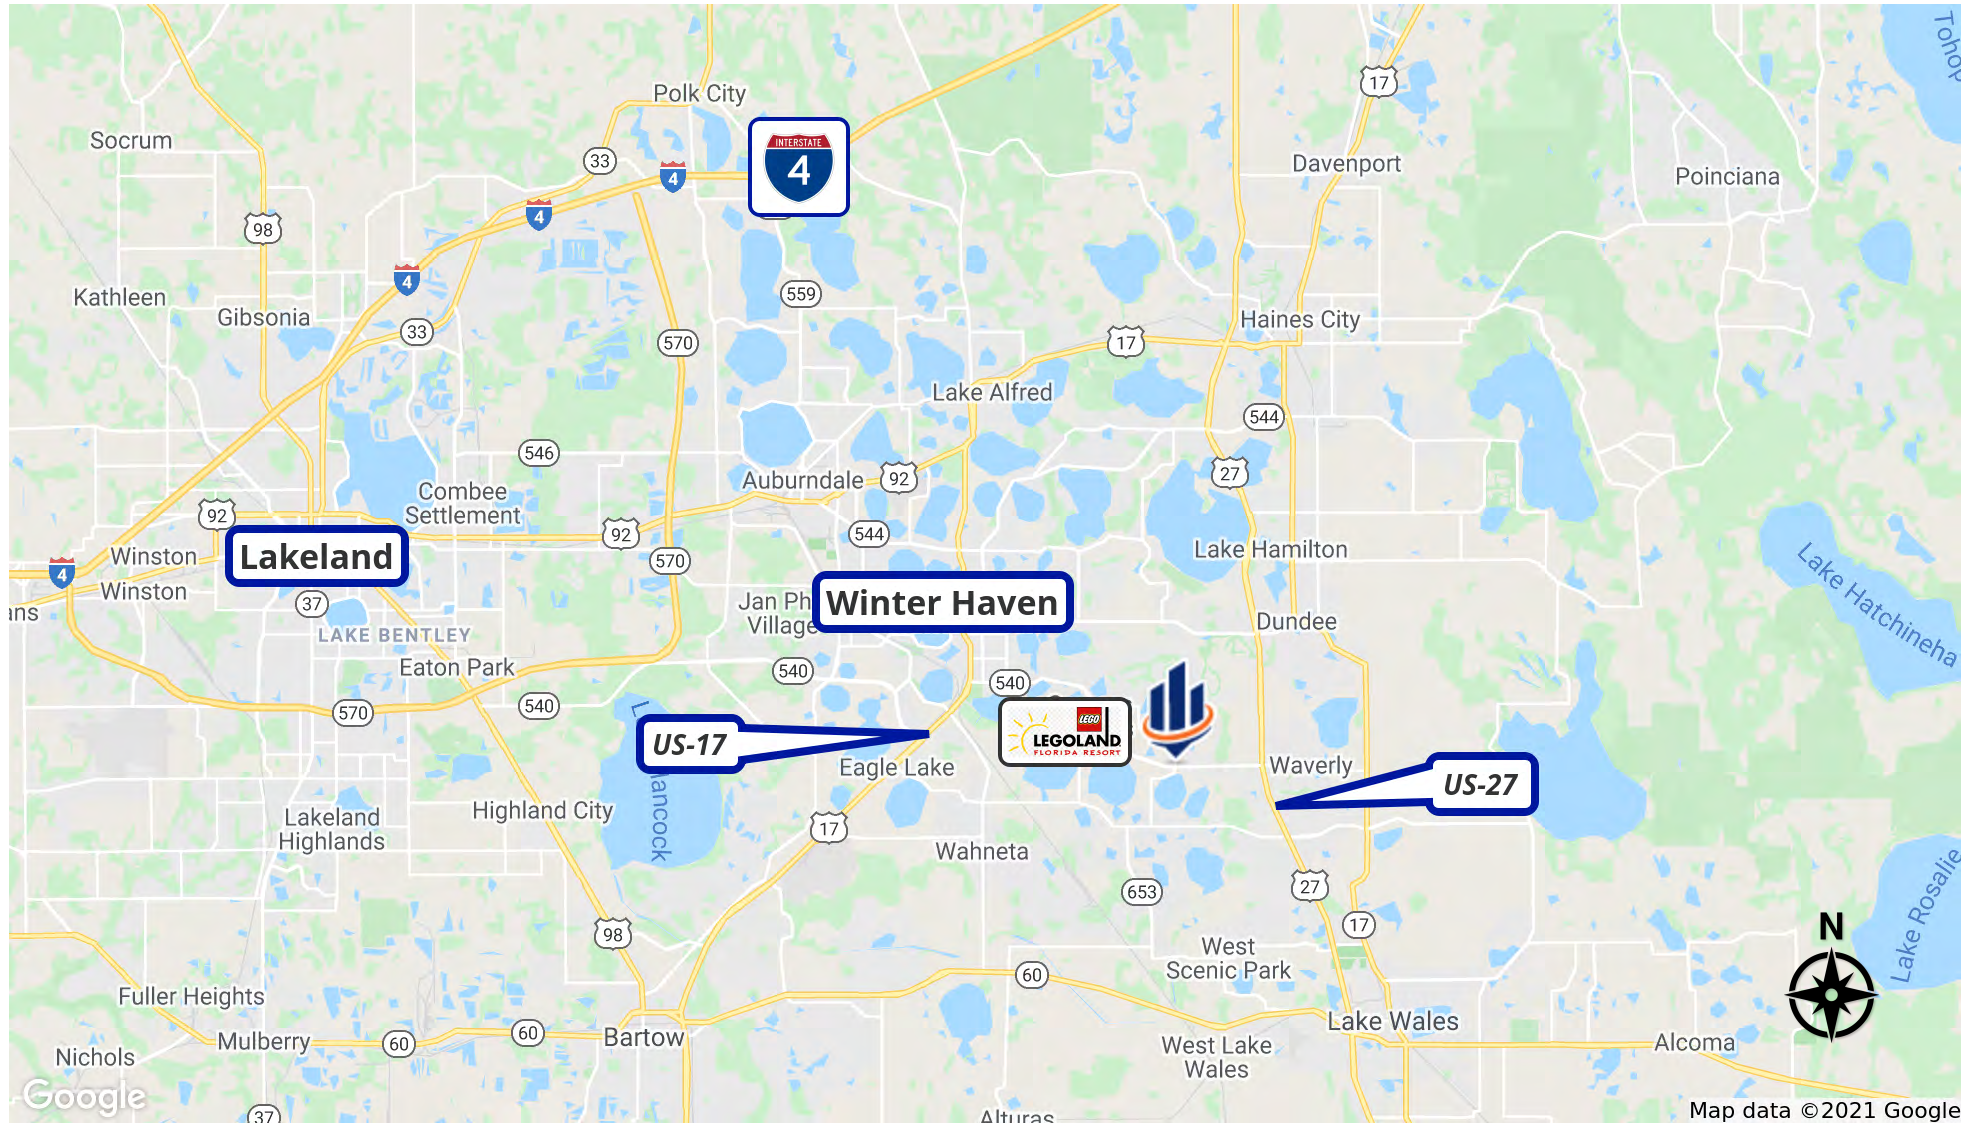 Tohop
17
Polk City
Socrum
INTERSTATE
4
33
Davenport
4
Poinciana
4
98
4
Kathleen
559
Gibsonia
Haines City
33
570
17
Lake Alfred
544
546
27
Auburndale
92
Combee
Settlement
92
92
544
Lake Hamilton
Winston
Lakeland
570
4
Winston
37
Lake Hatchineha
Jan Ph
Village
Winter Haven
ans
Dundee
LAKE BENTLEY
Eaton Park
540
540
540
570
LEGO
LEGOLAND
FLORIDA RESORT
US-17
L
ancock
Eagle Lake
Waverly
US-27
Highland City
Lakeland
Highlands
17
Wahneta
653
27
Lake Rosalie
17
98
N
West
Scenic Park
60
Fuller Heights
Lake Wales
Mulberry
60
60
Bartow
Alcoma
Nichols
West Lake
Wales
Google
37
Alturas
Map data ©2021 Google